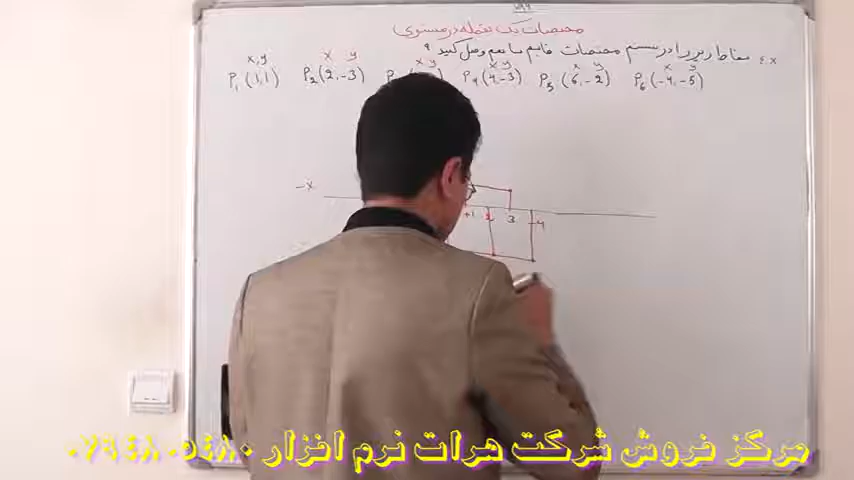 مختصات یک نقطه در مستوی
Ex نقاط زیر را در سیستم مختصات قایم با هم وصل کنید ؟
x, y x y x y x y x y x y
P₁ (1,1) P₂ (2,-3) P P₄ (4,-3) P₅ (6,-2) P₆ (-4,-5)
-x
+1 2 3 4
مرکز فروش شرکت هرات نرم افزار ۰۷۹۴۸۰۵۴۸۰